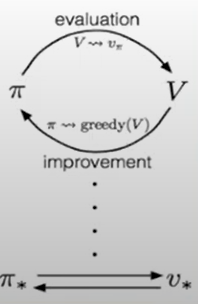 evaluation
V ⇝ v_π
π V
π ⇝ greedy(V)
improvement
π_* v_*